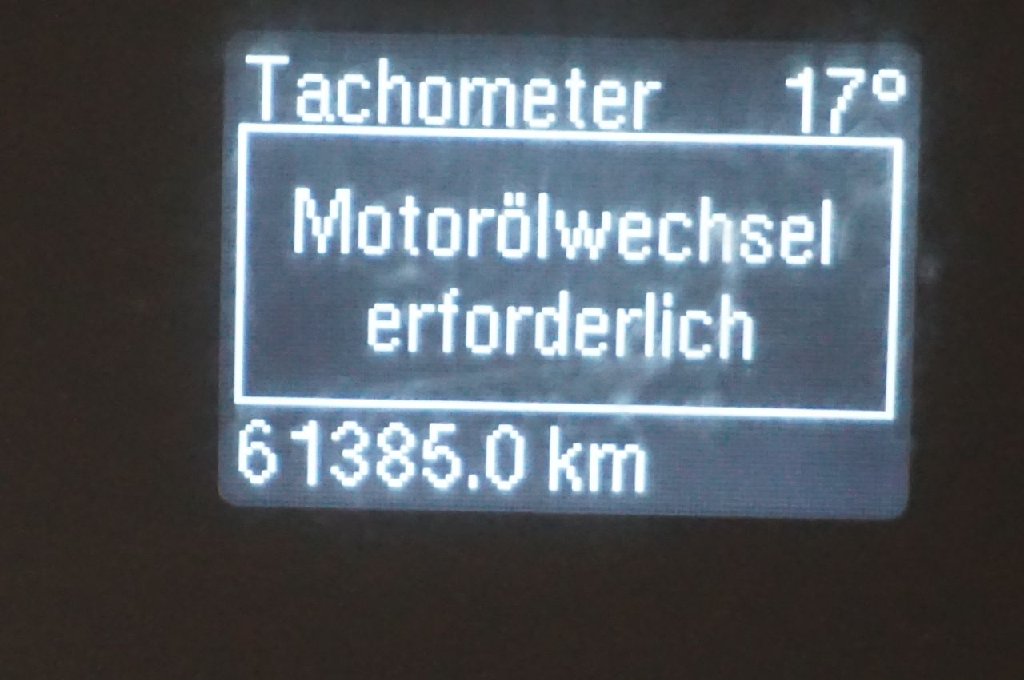 Tachometer 17°
Motorölwechsel
erforderlich
61385.0 km